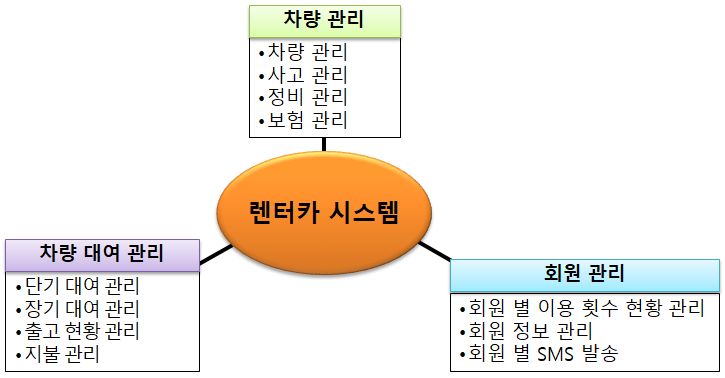 차량 관리
•차량 관리
•사고 관리
•정비 관리
•보험 관리
렌터카 시스템
차량 대여 관리
•단기 대여 관리
•장기 대여 관리
•출고 현황 관리
•지불 관리
회원 관리
•회원 별 이용 횟수 현황 관리
•회원 정보 관리
•회원 별 SMS 발송